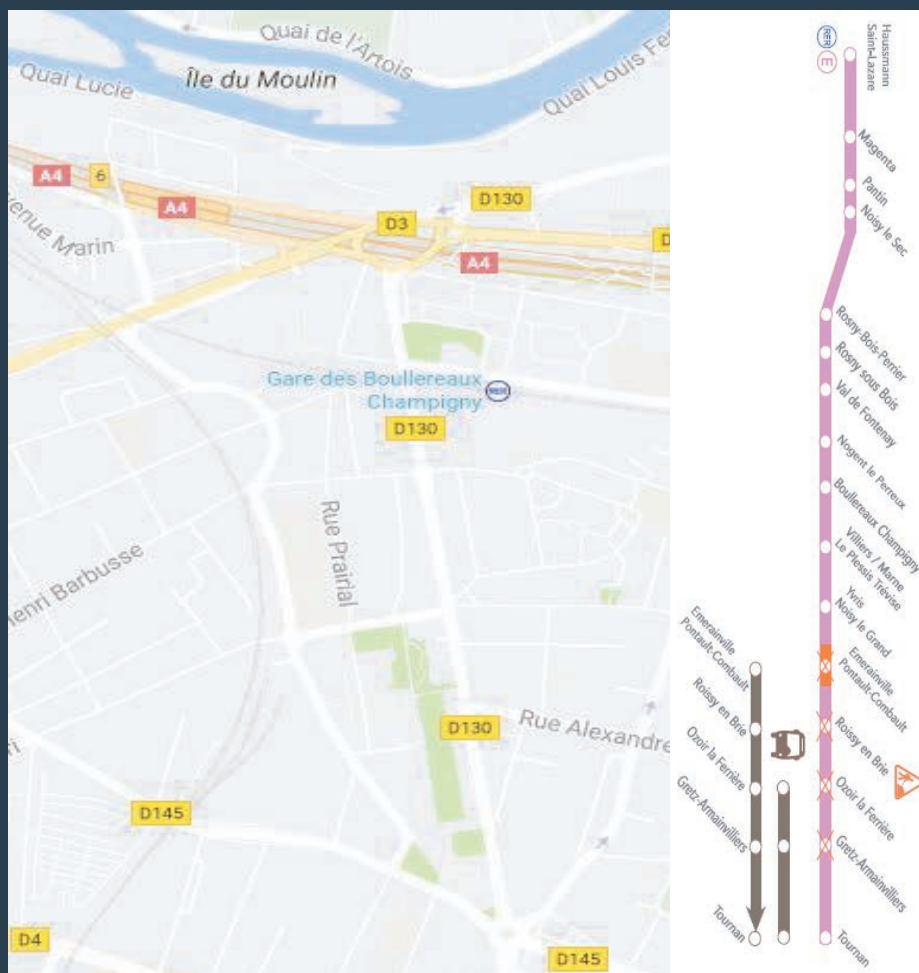 Quai de l'Artois
Île du Moulin
Quai Lucie
Quai Louis Fe
A4
6
A4
D130
D3
D
A4
venue Marin
Gare des Boullereaux
Champigny
RER
D130
Rue Prairial
enri Barbusse
D130
Rue Alexandre
rt
D145
D4
D145
Haussmann
Saint-Lazare
RER E
Magenta
Pantin
Noisy le Sec
Rosny-Bois-Perrier
Rosny sous Bois
Val de Fontenay
Nogent le Perreux
Boullereaux Champigny
Villiers / Marne
Le Plessis Trévise
Yvris
Noisy le Grand
Emerainville
Pontault-Combault
Roissy en Brie
Ozoir la Ferrière
Gretz-Armainvilliers
Tournan
Emerainville
Pontault-Combault
Roissy en Brie
Ozoir la Ferrière
Gretz-Armainvilliers
Tournan